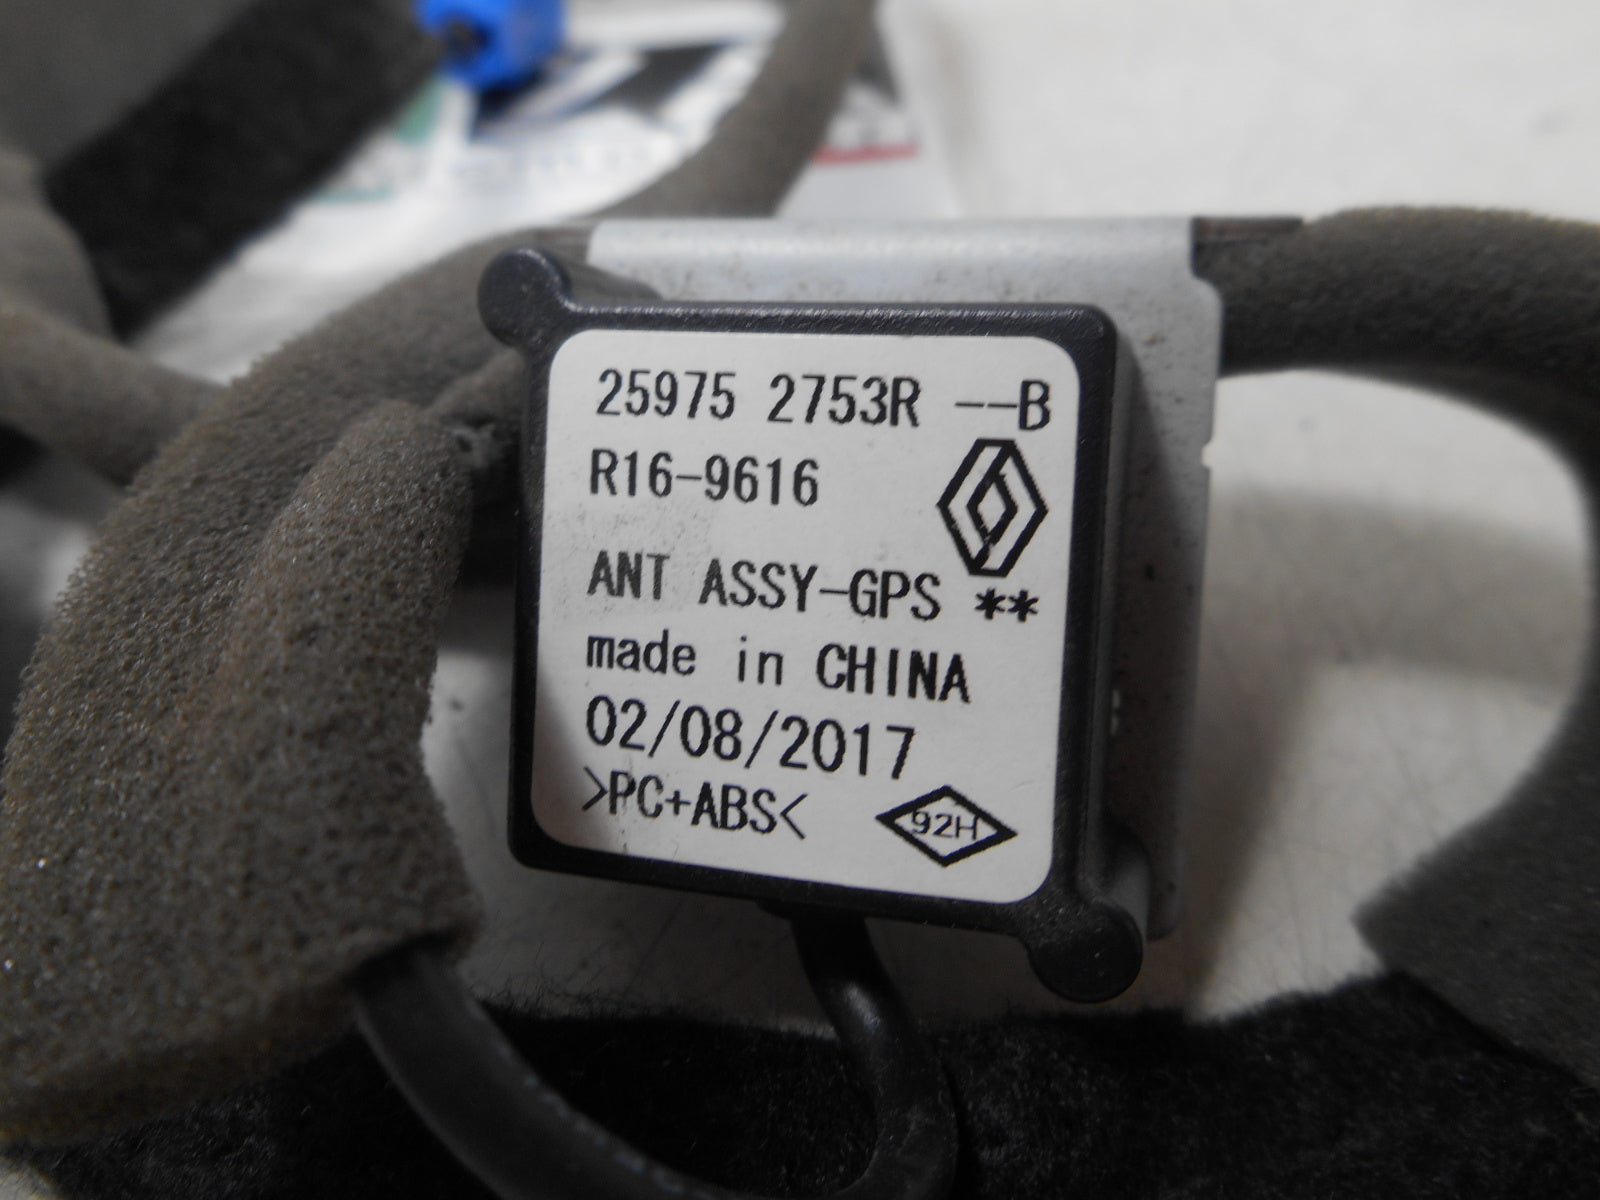 25975 2753R --B
R16-9616
ANT ASSY-GPS **
made in CHINA
02/08/2017
>PC+ABS<
92H